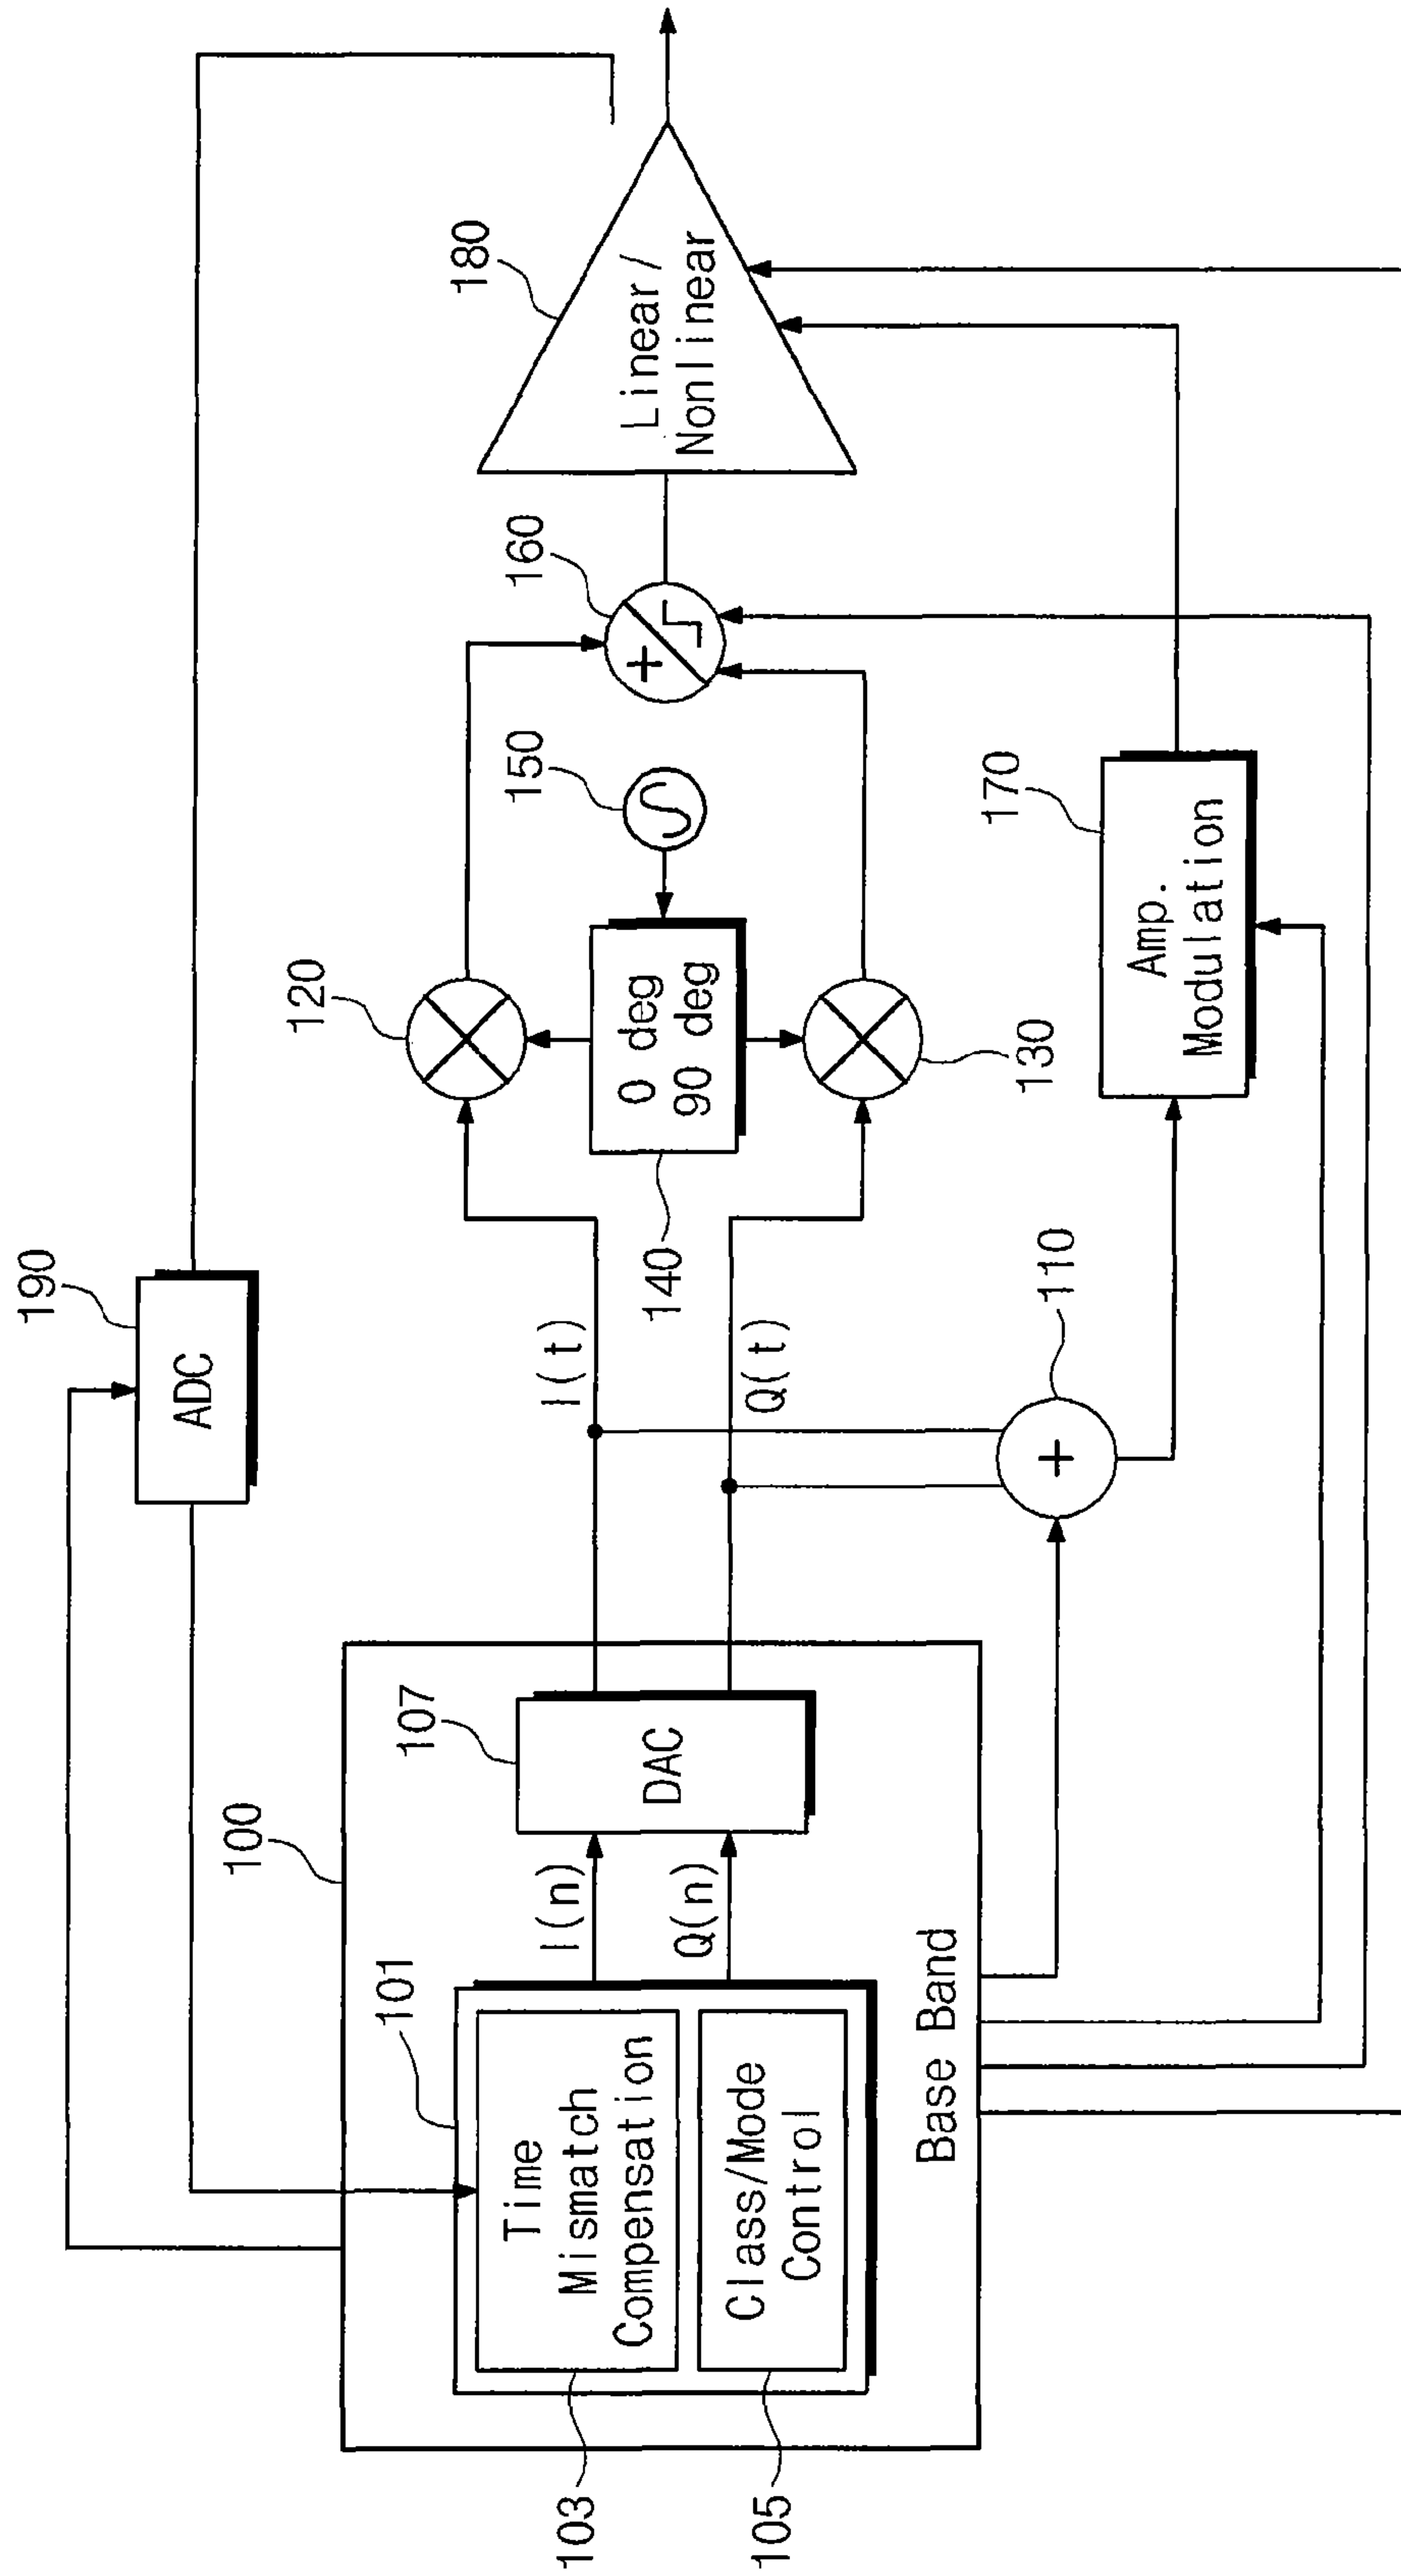 190
ADC
180
Linear/
Nonlinear
120
150
160
0 deg
90 deg
140
130
I(t)
Q(t)
110
+
+
170
Amp.
Modulation
100
107
DAC
I(n)
Q(n)
101
Time
Mismatch
Compensation
Class/Mode
Control
Base Band
103
105